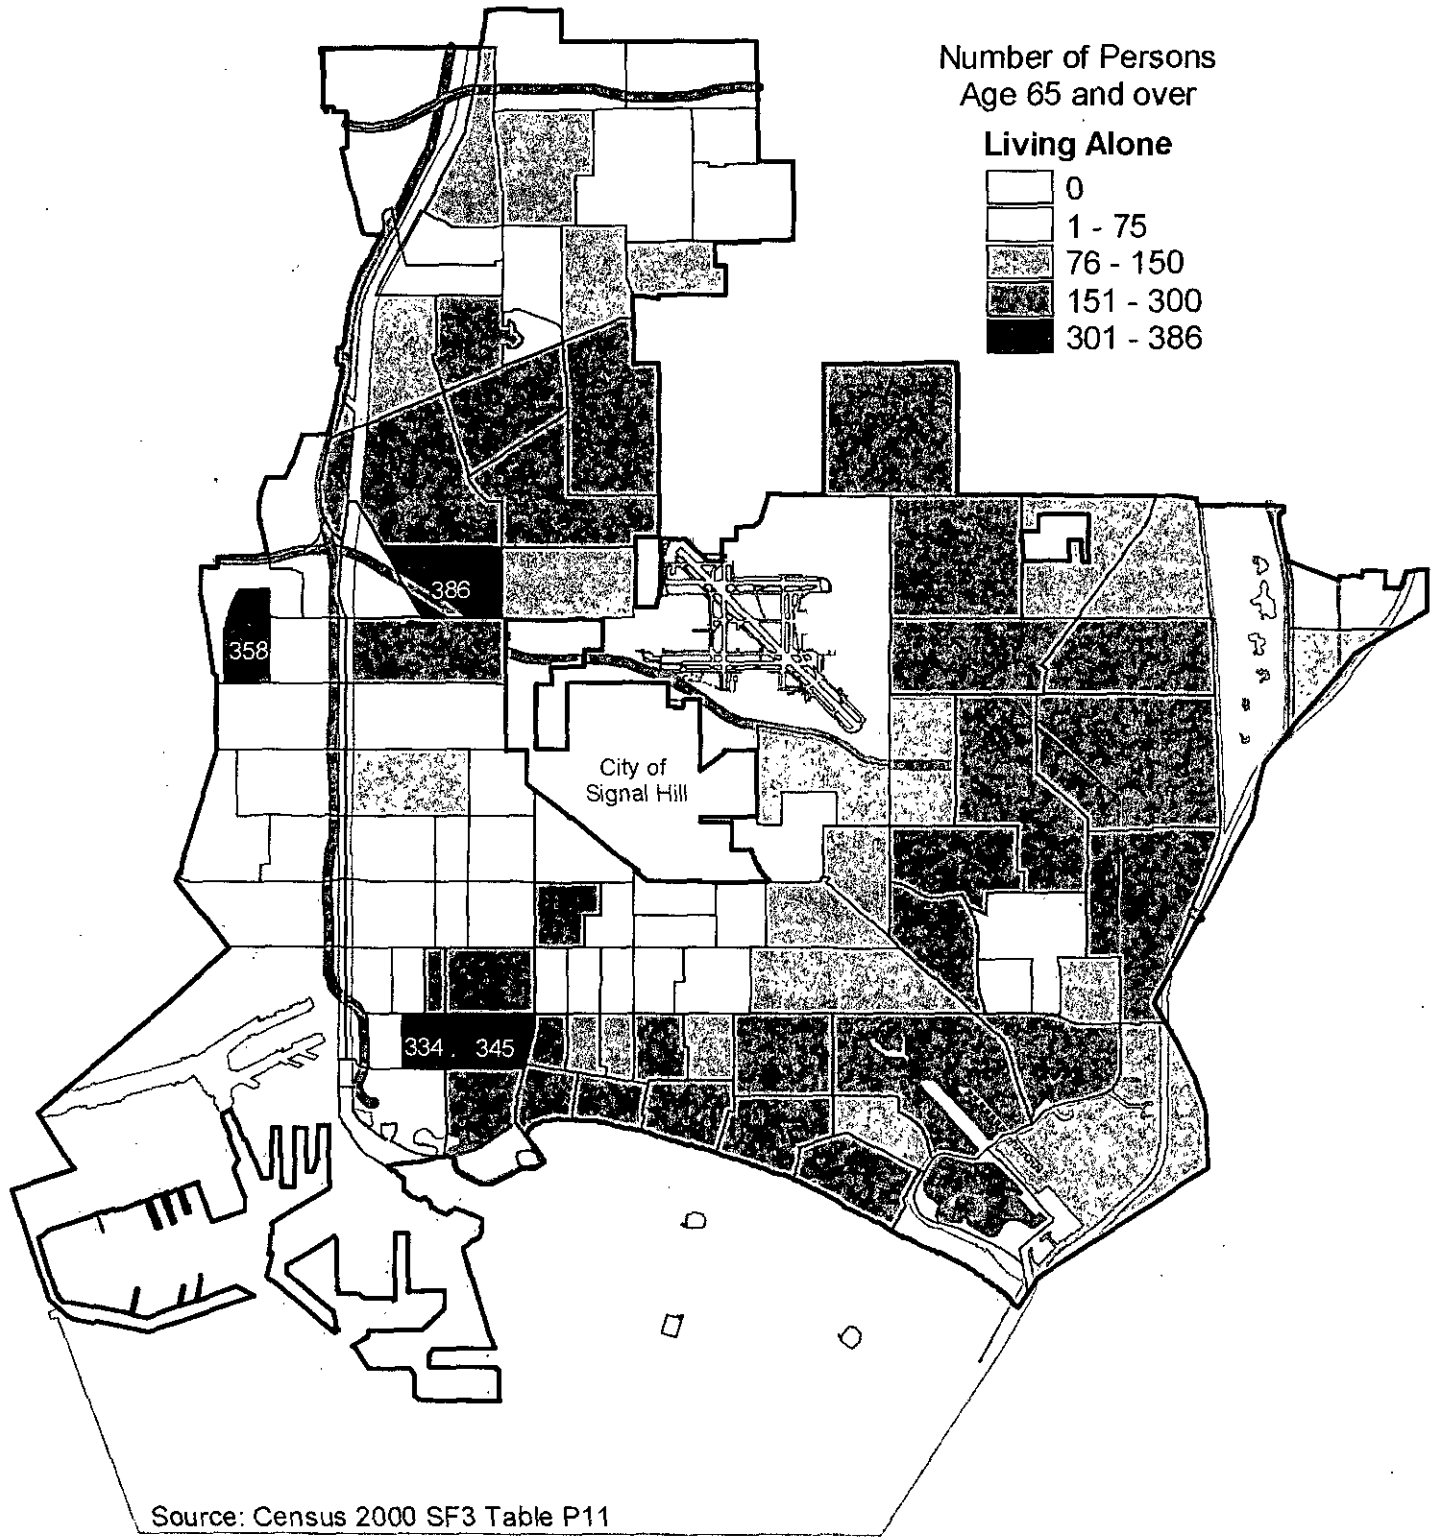 Number of Persons
Age 65 and over
Living Alone
0
1 - 75
76 - 150
151 - 300
301 - 386
386
358
City of
Signal Hill
334 . 345
Source: Census 2000 SF3 Table P11